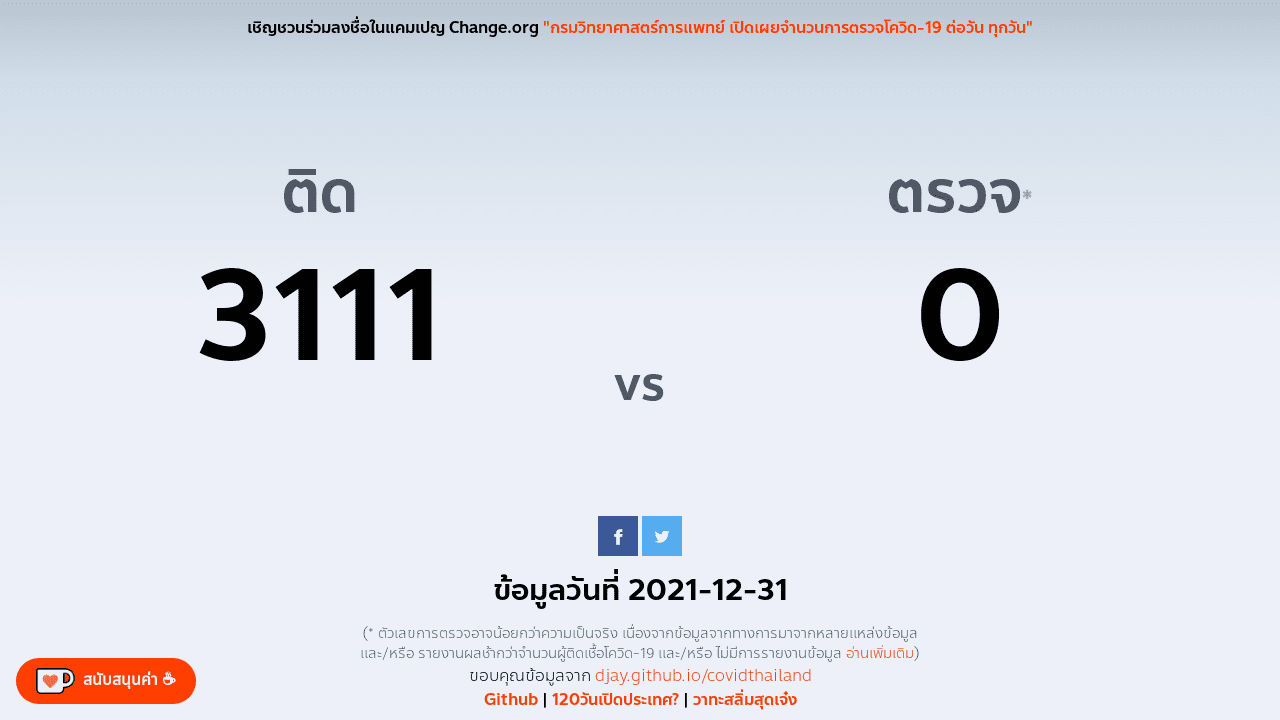 เชิญชวนร่วมลงชื่อในแคมเปญ Change.org "กรมวิทยาศาสตร์การแพทย์ เปิดเผยจำนวนการตรวจโควิด-19 ต่อวัน ทุกวัน"
ติด
ตรวจ*
3111
0
vs
ข้อมูลวันที่ 2021-12-31
(* ตัวเลขการตรวจอาจน้อยกว่าความเป็นจริง เนื่องจากข้อมูลจากทางการมาจากหลายแหล่งข้อมูล
และ/หรือ รายงานผลช้ากว่าจำนวนผู้ติดเชื้อโควิด-19 และ/หรือ ไม่มีการรายงานข้อมูล อ่านเพิ่มเติม)
ขอบคุณข้อมูลจาก djay.github.io/covidthailand
Github | 120วันเปิดประเทศ? | วาทะสลิ่มสุดเจ๋ง
สนับสนุนค่า ☕